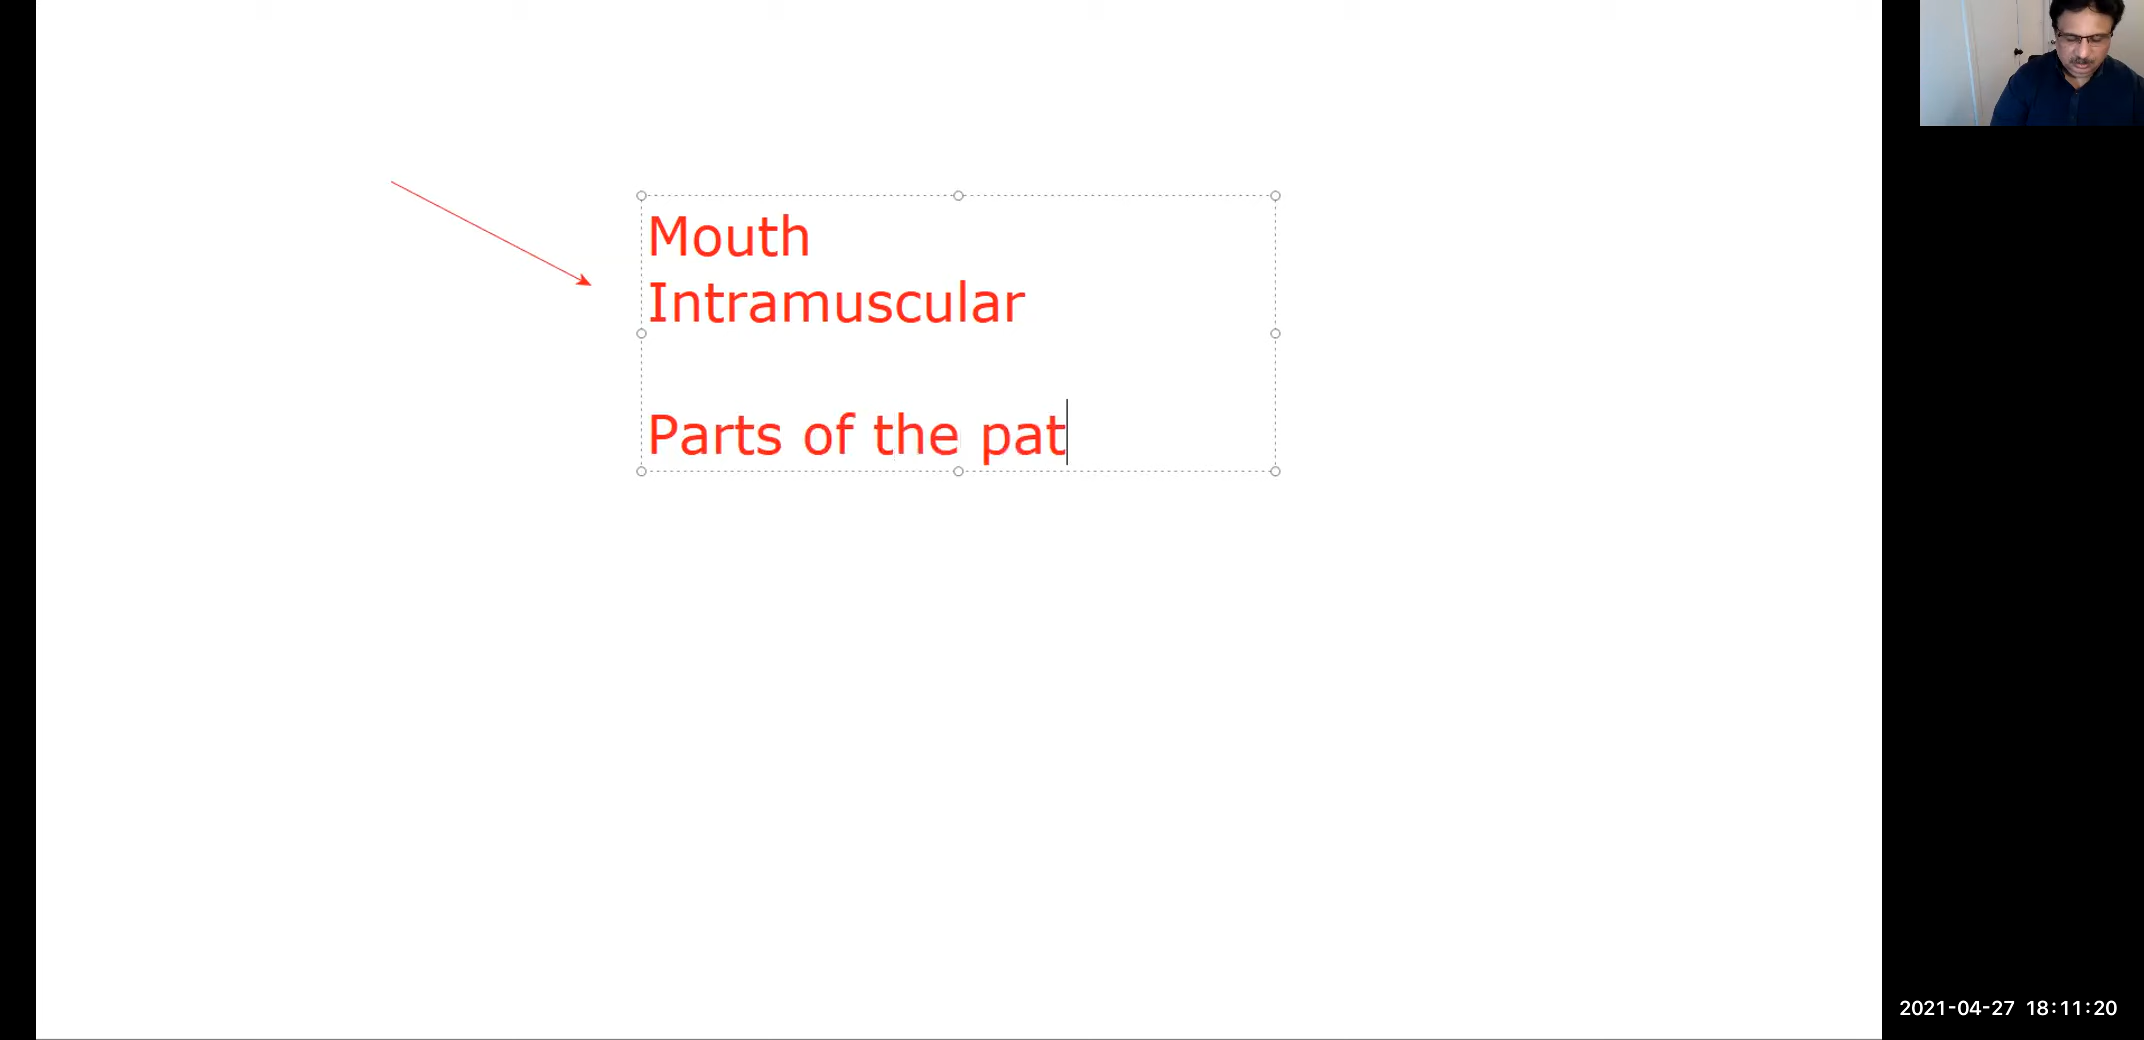 Mouth
Intramuscular
Parts of the pat
2021-04-27 18:11:20